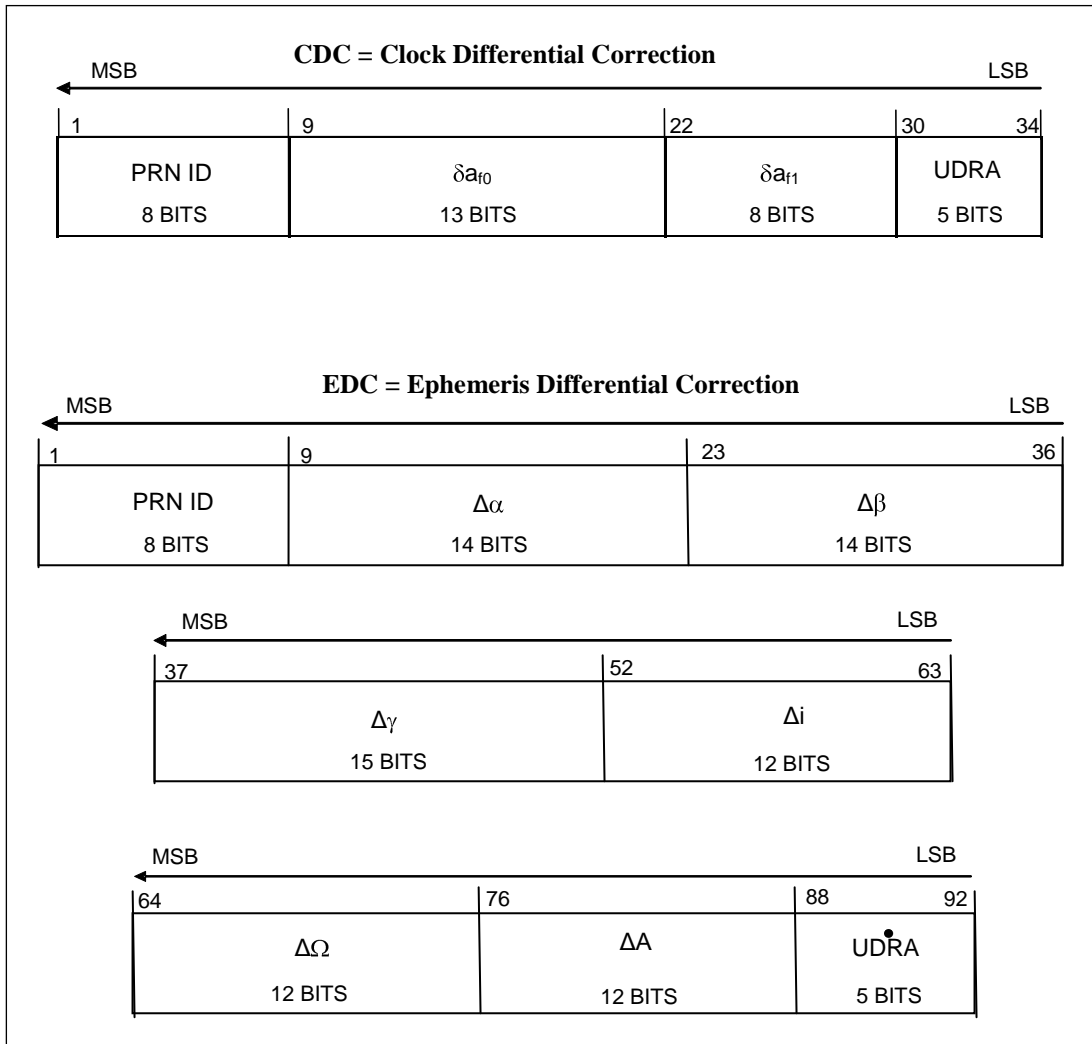 CDC = Clock Differential Correction
MSB LSB
1 9 22 30 34
PRN ID δaf0 δaf1 UDRA
8 BITS 13 BITS 8 BITS 5 BITS
EDC = Ephemeris Differential Correction
MSB LSB
1 9 23 36
PRN ID Δα Δβ
8 BITS 14 BITS 14 BITS
MSB LSB
37 52 63
Δγ Δi
15 BITS 12 BITS
MSB LSB
64 76 88 92
ΔΩ ΔA UDṘA
12 BITS 12 BITS 5 BITS